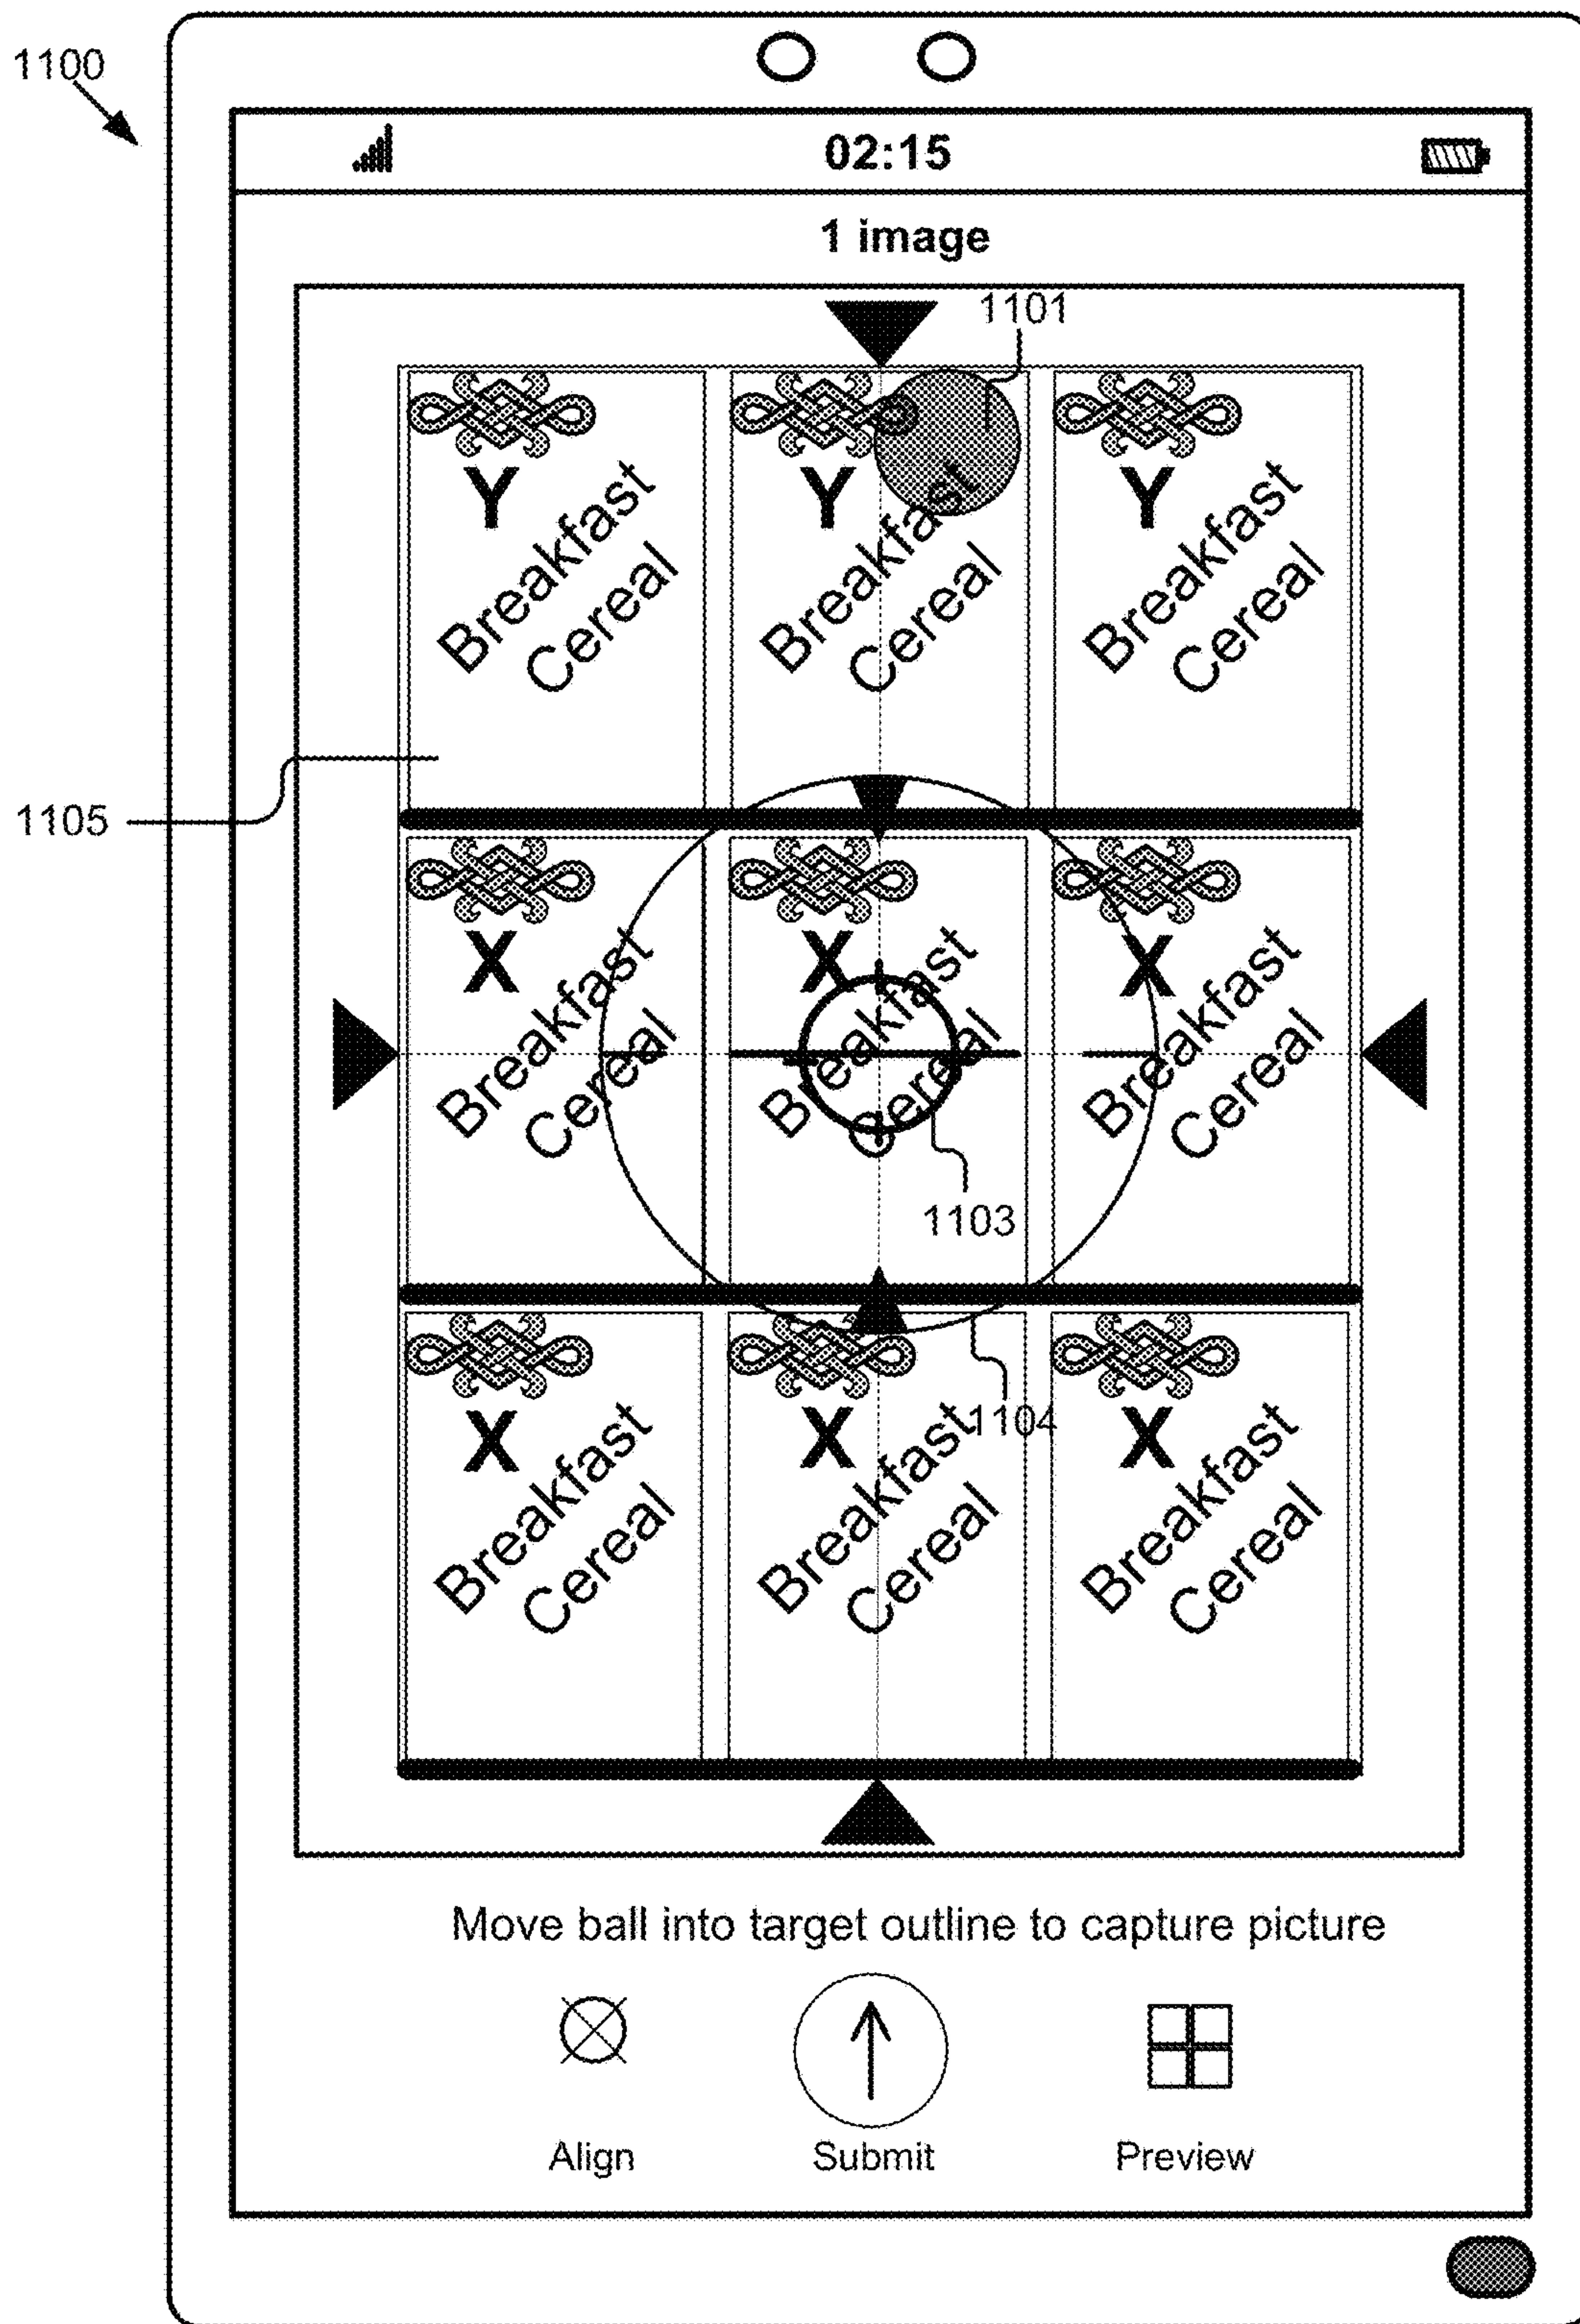 1100
02:15
1 image
1101
Y Y Y
Breakfast Breakfast Breakfast
Cereal Cereal Cereal
1105
X X X
Breakfast Breakfast Breakfast
Cereal Cereal Cereal
1103
1104
X X X
Breakfast Breakfast Breakfast
Cereal Cereal Cereal
Move ball into target outline to capture picture
Align Submit Preview